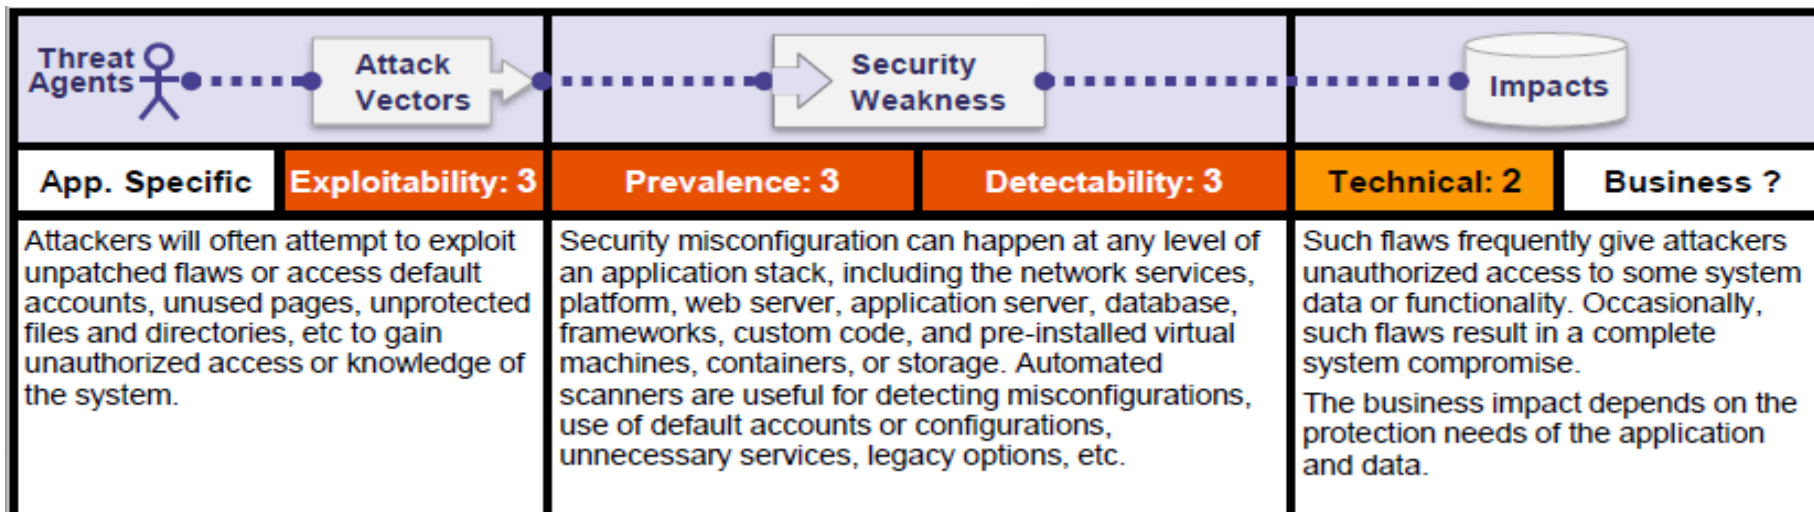 Threat
Agents
Attack
Vectors
Security
Weakness
Impacts
App. Specific
Exploitability: 3
Prevalence: 3
Detectability: 3
Technical: 2
Business ?
Attackers will often attempt to exploit
unpatched flaws or access default
accounts, unused pages, unprotected
files and directories, etc to gain
unauthorized access or knowledge of
the system.
Security misconfiguration can happen at any level of
an application stack, including the network services,
platform, web server, application server, database,
frameworks, custom code, and pre-installed virtual
machines, containers, or storage. Automated
scanners are useful for detecting misconfigurations,
use of default accounts or configurations,
unnecessary services, legacy options, etc.
Such flaws frequently give attackers
unauthorized access to some system
data or functionality. Occasionally,
such flaws result in a complete
system compromise.
The business impact depends on the
protection needs of the application
and data.